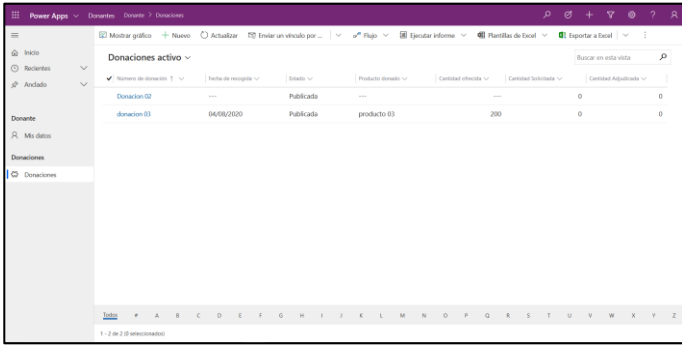 Power Apps Donantes Donante > Donaciones
Mostrar gráfico Nuevo Actualizar Enviar un vínculo por ... Flujo Ejecutar informe Plantillas de Excel Exportar a Excel
Inicio
Recientes
Anclado
Donante
Mis datos
Donaciones
Donaciones
Donaciones activo
Buscar en esta vista
Número de donación ↑ Fecha de recogida Estado Producto donado Cantidad ofrecida Cantidad Solicitada Cantidad Adjudicada
Donacion 02 --- Publicada --- --- 0 0
donacion 03 04/08/2020 Publicada producto 03 200 0 0
Todos # A B C D E F G H I J K L M N O P Q R S T U V W X Y Z
1 - 2 de 2 (0 seleccionados)